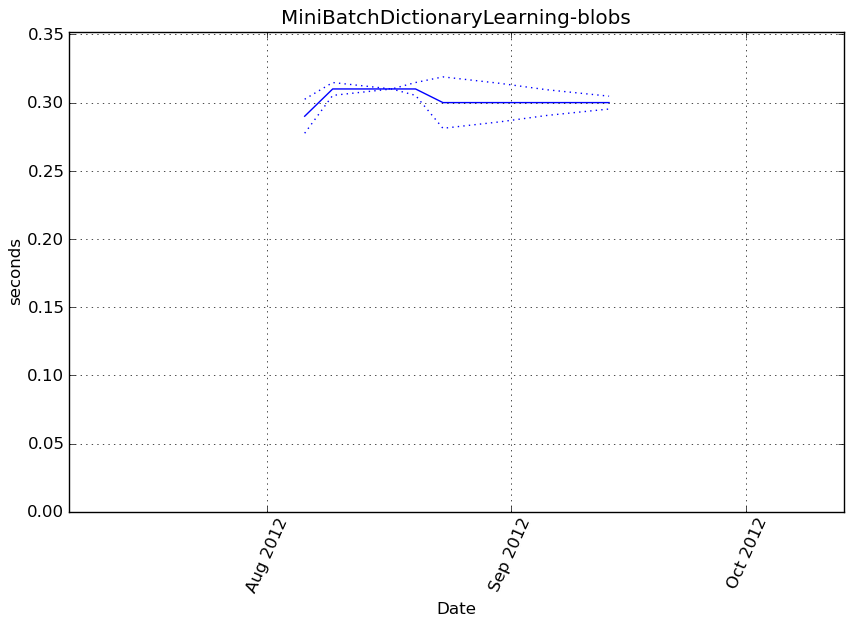 MiniBatchDictionaryLearning-blobs
0.35
0.30
0.25
0.20
0.15
0.10
0.05
0.00
seconds
Aug 2012
Sep 2012
Oct 2012
Date